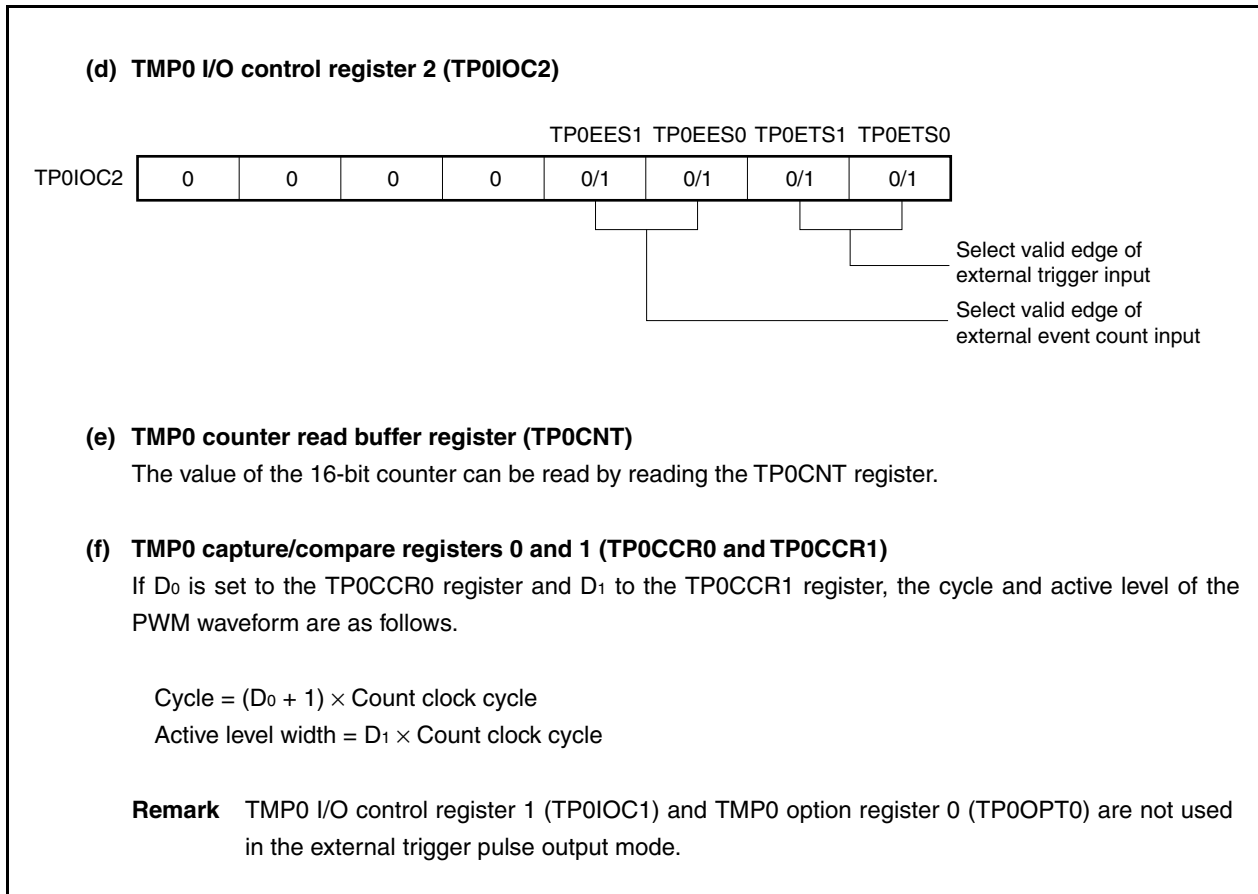 (d) TMP0 I/O control register 2 (TP0IOC2)
TP0EES1 TP0EES0 TP0ETS1 TP0ETS0
TP0IOC2 0 0 0 0 0/1 0/1 0/1 0/1
Select valid edge of
external trigger input
Select valid edge of
external event count input
(e) TMP0 counter read buffer register (TP0CNT)
The value of the 16-bit counter can be read by reading the TP0CNT register.
(f) TMP0 capture/compare registers 0 and 1 (TP0CCR0 and TP0CCR1)
If D0 is set to the TP0CCR0 register and D1 to the TP0CCR1 register, the cycle and active level of the
PWM waveform are as follows.
Cycle = (D0 + 1) × Count clock cycle
Active level width = D1 × Count clock cycle
Remark TMP0 I/O control register 1 (TP0IOC1) and TMP0 option register 0 (TP0OPT0) are not used
in the external trigger pulse output mode.